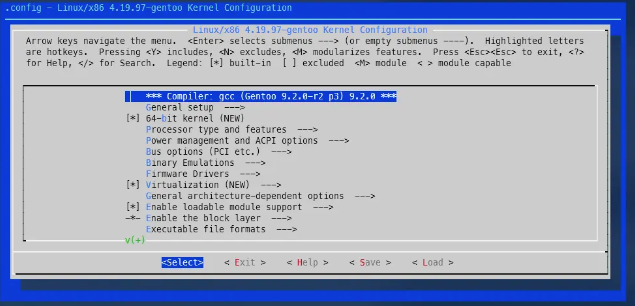 .config - Linux/x86 4.19.97-gentoo Kernel Configuration
Linux/x86 4.19.97-gentoo Kernel Configuration
Arrow keys navigate the menu. <Enter> selects submenus ---> (or empty submenus ----). Highlighted letters
are hotkeys. Pressing <Y> includes, <N> excludes, <M> modularizes features. Press <Esc><Esc> to exit, <?>
for Help, </> for Search. Legend: [*] built-in [ ] excluded <M> module < > module capable
*** Compiler: gcc (Gentoo 9.2.0-r2 p3) 9.2.0 ***
General setup --->
[*] 64-bit kernel (NEW)
Processor type and features --->
Power management and ACPI options --->
Bus options (PCI etc.) --->
Binary Emulations --->
Firmware Drivers --->
[*] Virtualization (NEW) --->
General architecture-dependent options --->
[*] Enable loadable module support --->
-*- Enable the block layer --->
Executable file formats --->
v(+)
<Select> < Exit > < Help > < Save > < Load >